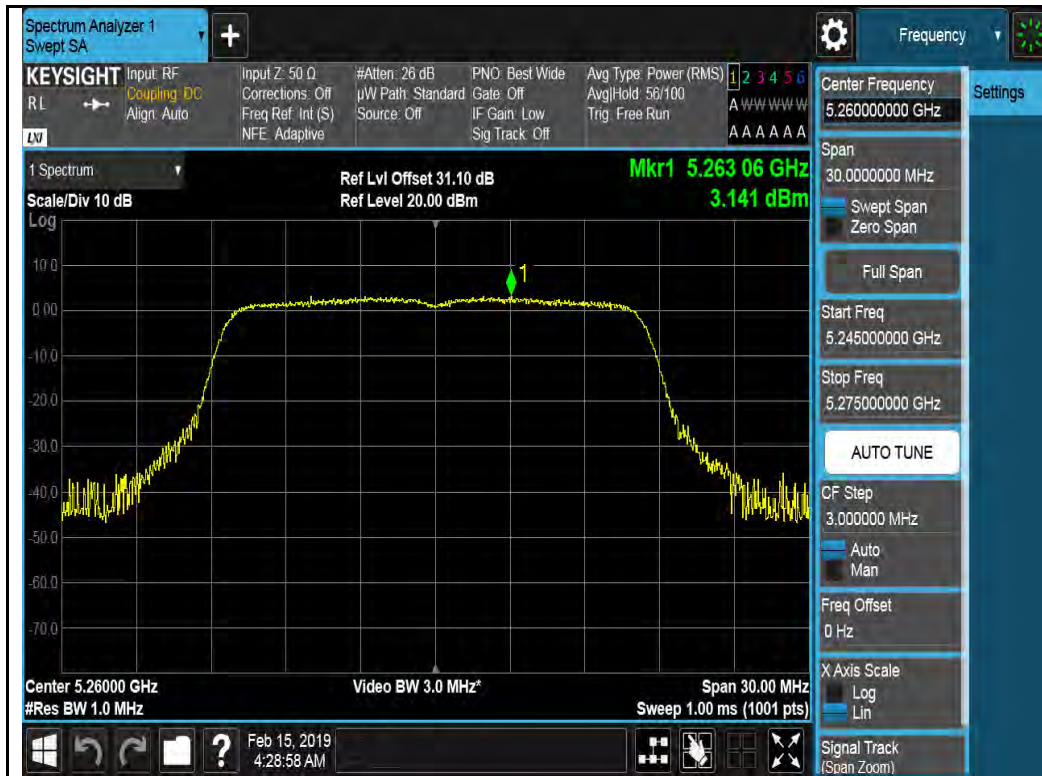 Spectrum Analyzer 1
Swept SA
Frequency
KEYSIGHT
R L
LXI
Input: RF
Coupling: DC
Align: Auto
Input Z: 50 Ω
Corrections: Off
Freq Ref: Int (S)
NFE: Adaptive
#Atten: 26 dB
µW Path: Standard
Source: Off
PNO: Best Wide
Gate: Off
IF Gain: Low
Sig Track: Off
Avg Type: Power (RMS)
Avg|Hold: 56/100
Trig: Free Run
1 2 3 4 5 6
A W W W W W
A A A A A A
1 Spectrum
Scale/Div 10 dB
Ref Lvl Offset 31.10 dB
Ref Level 20.00 dBm
Mkr1 5.263 06 GHz
3.141 dBm
Log
10.0
0.00
-10.0
-20.0
-30.0
-40.0
-50.0
-60.0
-70.0
1
Center 5.26000 GHz
#Res BW 1.0 MHz
Video BW 3.0 MHz*
Span 30.00 MHz
Sweep 1.00 ms (1001 pts)
Center Frequency
5.260000000 GHz
Settings
Span
30.0000000 MHz
Swept Span
Zero Span
Full Span
Start Freq
5.245000000 GHz
Stop Freq
5.275000000 GHz
AUTO TUNE
CF Step
3.000000 MHz
Auto
Man
Freq Offset
0 Hz
X Axis Scale
Log
Lin
Signal Track
(Span Zoom)
?
Feb 15, 2019
4:28:58 AM